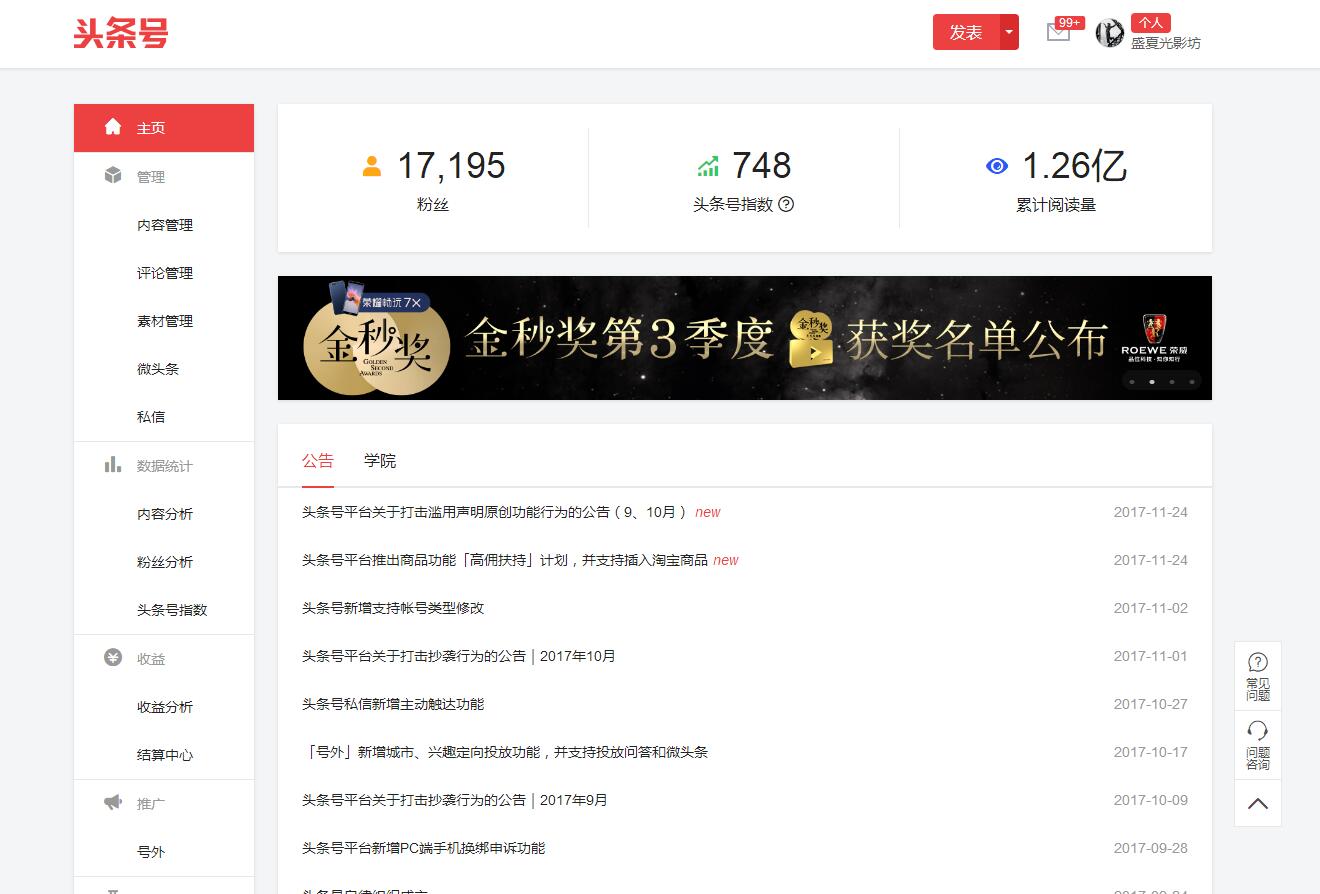 头条号
发表
99+
个人
盛夏光影坊
主页
管理
内容管理
评论管理
素材管理
微头条
私信
数据统计
内容分析
粉丝分析
头条号指数
收益
收益分析
结算中心
推广
号外
17,195
粉丝
748
头条号指数
1.26亿
累计阅读量
荣耀畅玩7X
金秒奖
GOLDEN
SECOND
AWARDS
金秒奖第3季度
金秒奖
获奖名单公布
ROEWE 荣威
品位科技·知你知行
公告 学院
头条号平台关于打击滥用声明原创功能行为的公告（9、10月） new 2017-11-24
头条号平台推出商品功能「高佣扶持」计划，并支持插入淘宝商品 new 2017-11-24
头条号新增支持帐号类型修改 2017-11-02
头条号平台关于打击抄袭行为的公告｜2017年10月 2017-11-01
头条号私信新增主动触达功能 2017-10-27
「号外」新增城市、兴趣定向投放功能，并支持投放问答和微头条 2017-10-17
头条号平台关于打击抄袭行为的公告｜2017年9月 2017-10-09
头条号平台新增PC端手机换绑申诉功能 2017-09-28
常见
问题
问题
咨询